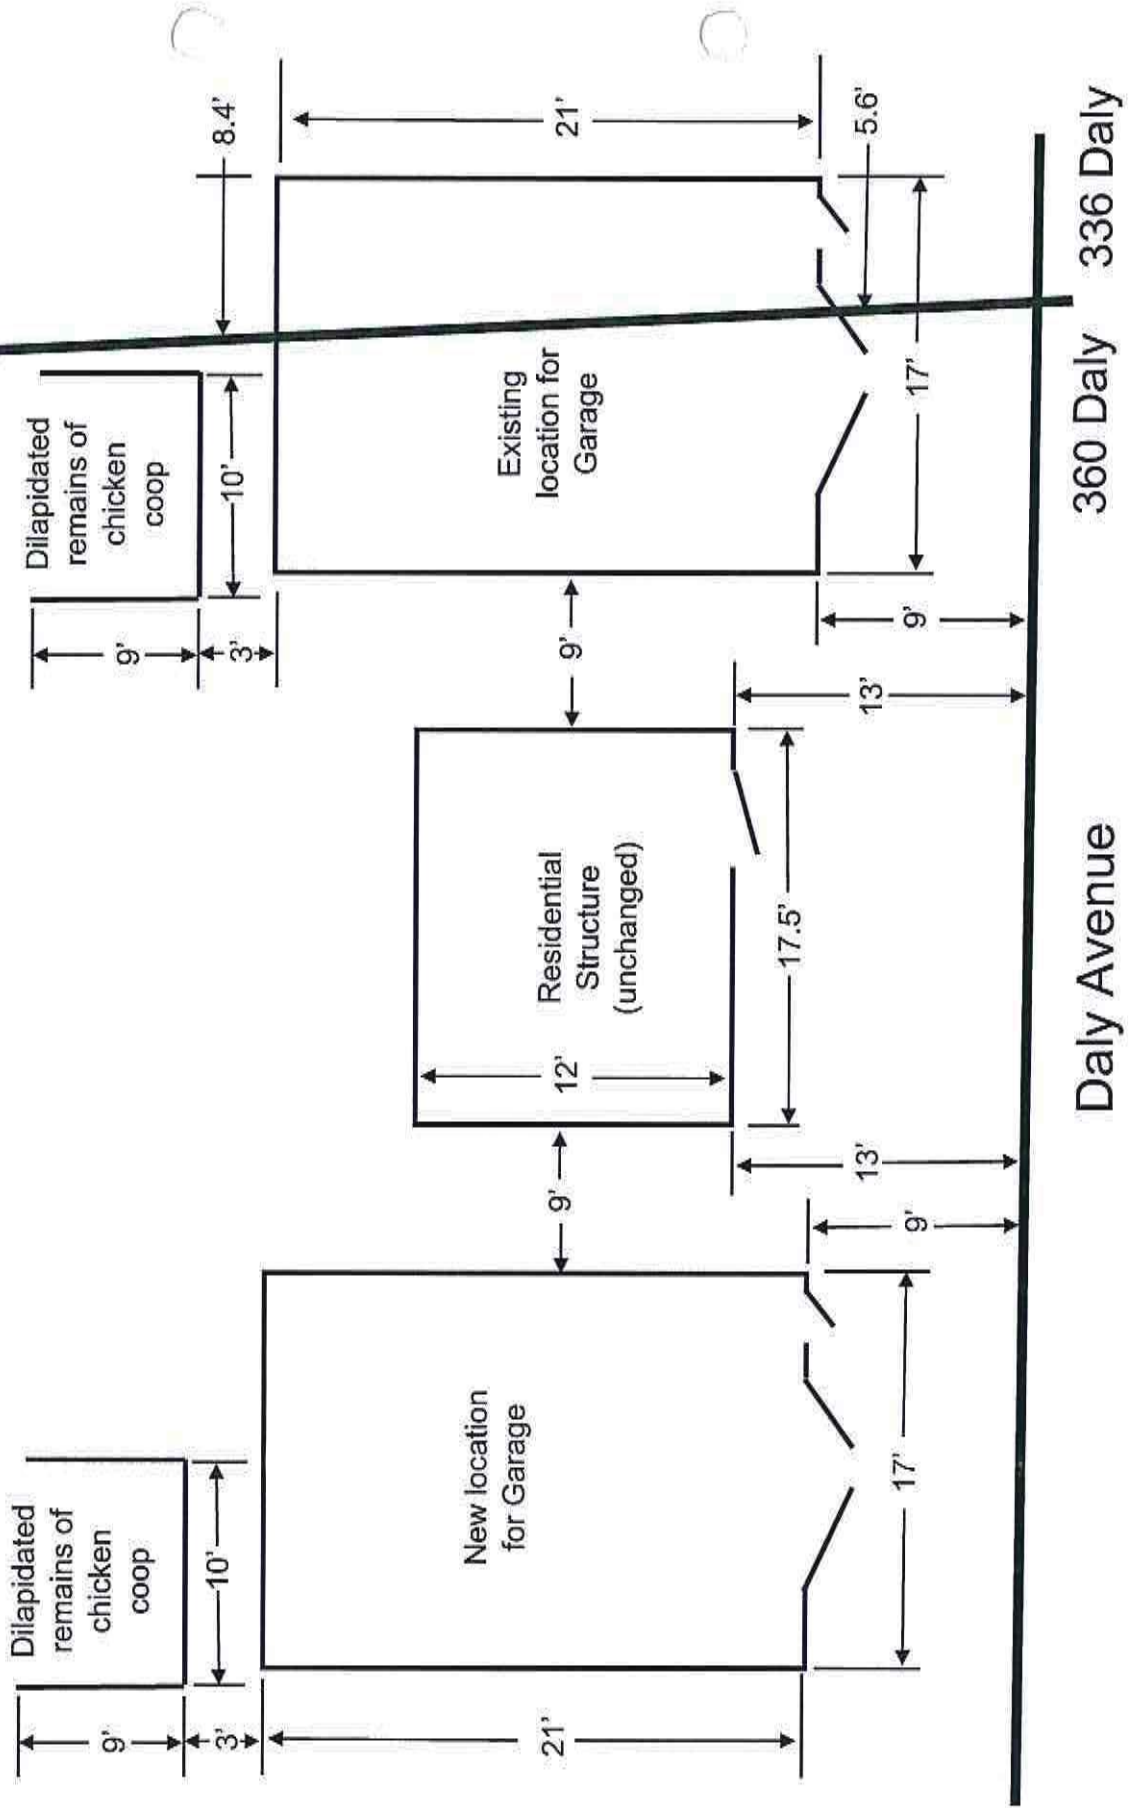 Dilapidated
remains of
chicken
coop
9'
3'
10'
21'
New location
for Garage
17'
9'
9'
13'
Residential
Structure
(unchanged)
12'
17.5'
13'
9'
9'
Dilapidated
remains of
chicken
coop
9'
3'
10'
8.4'
Existing
location for
Garage
21'
5.6'
17'
Daly Avenue
360 Daly
336 Daly